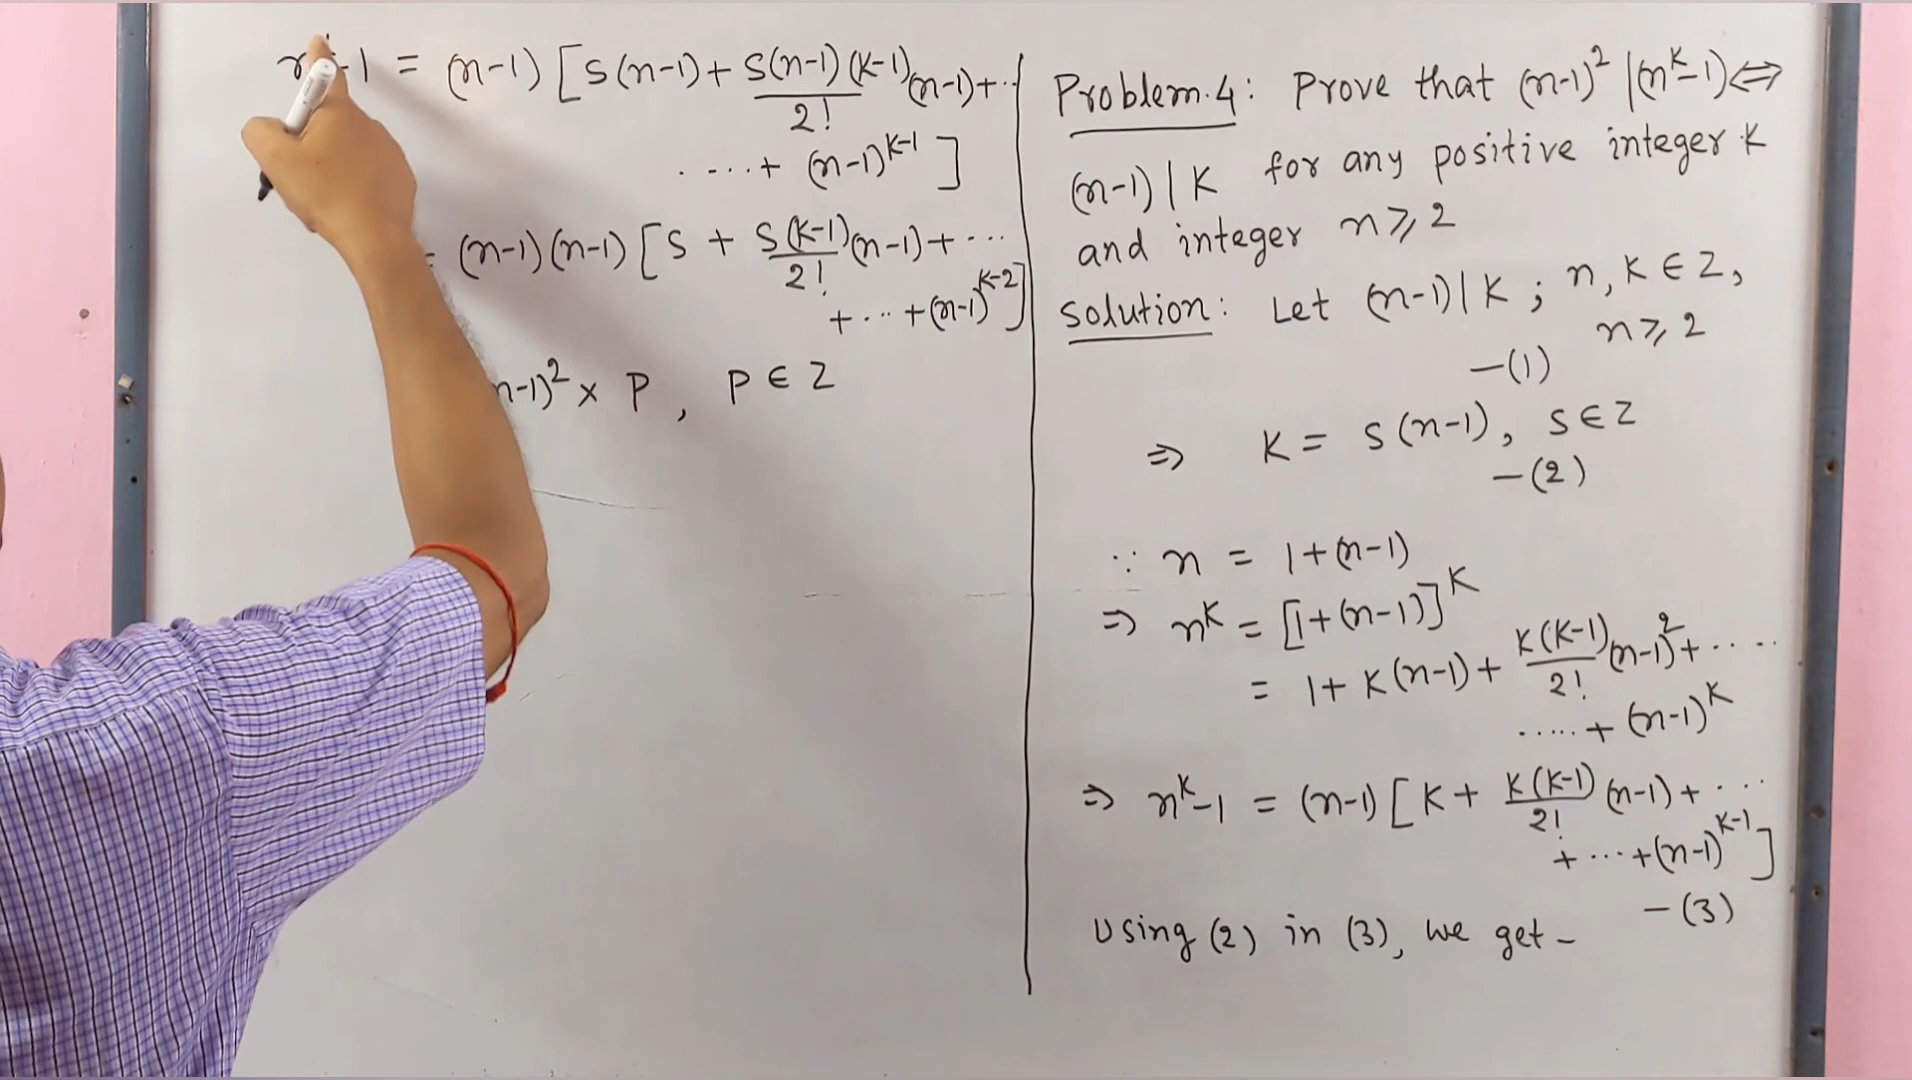 Problem.4: Prove that (n-1)² | (n^K-1) ⇔
(n-1) | K for any positive integer K
and integer n ⩾ 2
Solution: Let (n-1) | K ; n, K ∈ Z,
n ⩾ 2
-(1)
⇒ K = S(n-1), S ∈ Z
-(2)
∵ n = 1+(n-1)
⇒ n^K = [1+(n-1)]^K
= 1+K(n-1)+ K(K-1)/2! (n-1)²+ ·····
·····+ (n-1)^K
⇒ n^K-1 = (n-1) [K+ K(K-1)/2! (n-1)+ ···
+ ···+(n-1)^K-1]
-(3)
Using (2) in (3), we get -
-1 = (n-1) [S(n-1)+ S(n-1)(K-1)/2! (n-1)+···
·····+ (n-1)^K-1]
= (n-1)(n-1) [S + S(K-1)/2! (n-1)+ ···
+ ··· +(n-1)^K-2]
n-1)² × P, P ∈ Z